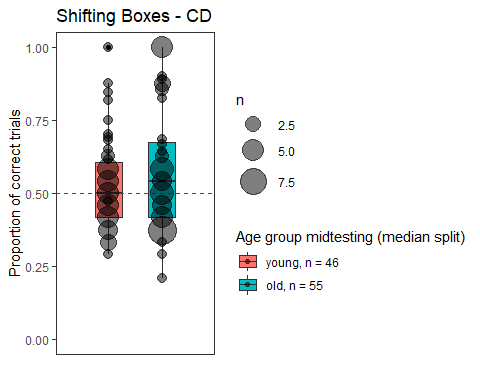 Shifting Boxes - CD
Proportion of correct trials
1.00
0.75
0.50
0.25
0.00
n
2.5
5.0
7.5
Age group midtesting (median split)
young, n = 46
old, n = 55